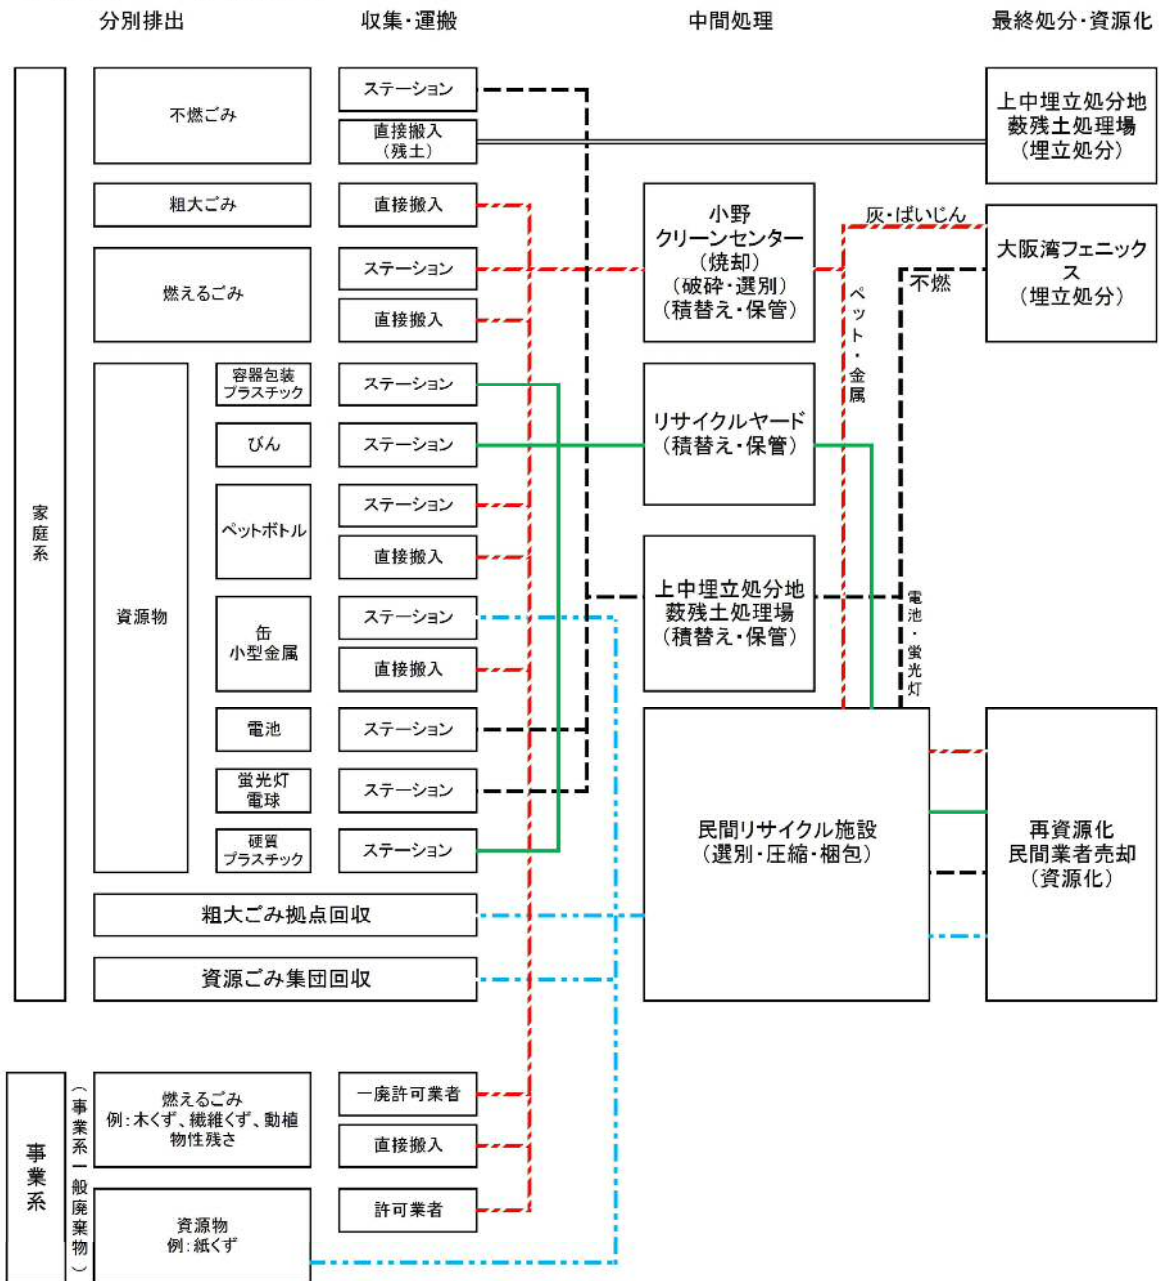 分別排出
収集・運搬
中間処理
最終処分・資源化
家庭系
不燃ごみ
ステーション
直接搬入
(残土)
上中埋立処分地
薮残土処理場
(埋立処分)
粗大ごみ
直接搬入
燃えるごみ
ステーション
直接搬入
小野
クリーンセンター
(焼却)
(破砕・選別)
(積替え・保管)
灰・ばいじん
ペット・金属
不燃
大阪湾フェニック
ス
(埋立処分)
資源物
容器包装
プラスチック
ステーション
びん
ステーション
リサイクルヤード
(積替え・保管)
ペットボトル
ステーション
直接搬入
上中埋立処分地
薮残土処理場
(積替え・保管)
電池・蛍光灯
缶
小型金属
ステーション
直接搬入
電池
ステーション
蛍光灯
電球
ステーション
硬質
プラスチック
ステーション
民間リサイクル施設
(選別・圧縮・梱包)
再資源化
民間業者売却
(資源化)
粗大ごみ拠点回収
資源ごみ集団回収
事業系
(事業系一般廃棄物)
燃えるごみ
例:木くず、繊維くず、動植
物性残さ
一廃許可業者
直接搬入
許可業者
資源物
例:紙くず